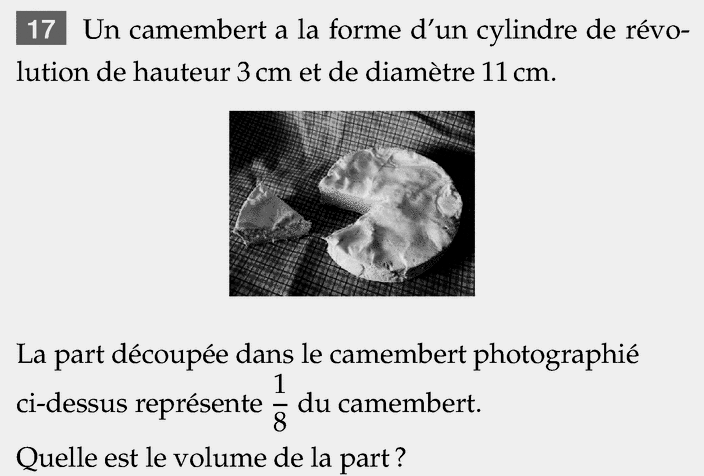 17 Un camembert a la forme d'un cylindre de révo-
lution de hauteur 3 cm et de diamètre 11 cm.
La part découpée dans le camembert photographié
ci-dessus représente 1/8 du camembert.
Quelle est le volume de la part ?